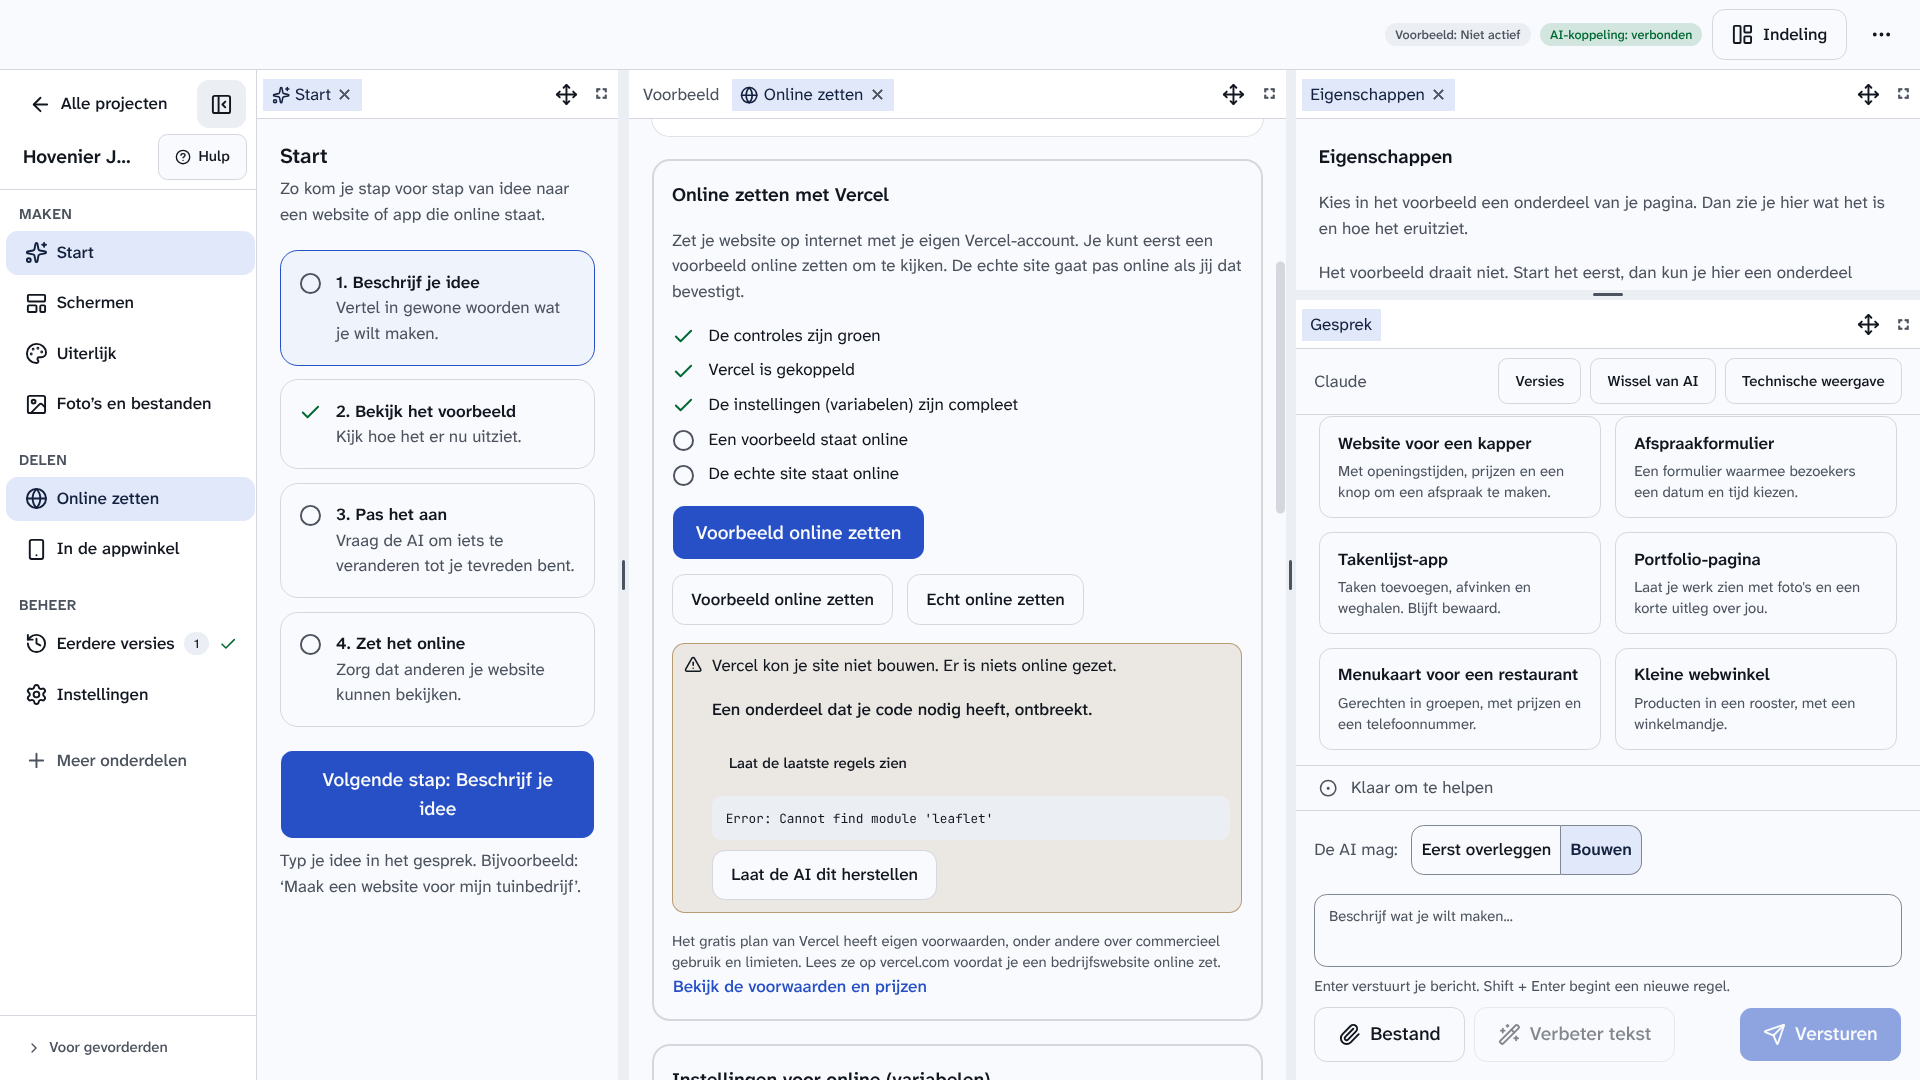 Voorbeeld: Niet actief
AI-koppeling: verbonden
Indeling
Alle projecten
Hovenier J...
Hulp
MAKEN
Start
Schermen
Uiterlijk
Foto's en bestanden
DELEN
Online zetten
In de appwinkel
BEHEER
Eerdere versies 1
Instellingen
Meer onderdelen
Voor gevorderden
Start
Start
Zo kom je stap voor stap van idee naar
een website of app die online staat.
1. Beschrijf je idee
Vertel in gewone woorden wat
je wilt maken.
2. Bekijk het voorbeeld
Kijk hoe het er nu uitziet.
3. Pas het aan
Vraag de AI om iets te
veranderen tot je tevreden bent.
4. Zet het online
Zorg dat anderen je website
kunnen bekijken.
Volgende stap: Beschrijf je
idee
Typ je idee in het gesprek. Bijvoorbeeld:
‘Maak een website voor mijn tuinbedrijf’.
Voorbeeld
Online zetten
Online zetten met Vercel
Zet je website op internet met je eigen Vercel-account. Je kunt eerst een
voorbeeld online zetten om te kijken. De echte site gaat pas online als jij dat
bevestigt.
De controles zijn groen
Vercel is gekoppeld
De instellingen (variabelen) zijn compleet
Een voorbeeld staat online
De echte site staat online
Voorbeeld online zetten
Voorbeeld online zetten
Echt online zetten
Vercel kon je site niet bouwen. Er is niets online gezet.
Een onderdeel dat je code nodig heeft, ontbreekt.
Laat de laatste regels zien
Error: Cannot find module 'leaflet'
Laat de AI dit herstellen
Het gratis plan van Vercel heeft eigen voorwaarden, onder andere over commercieel
gebruik en limieten. Lees ze op vercel.com voordat je een bedrijfswebsite online zet.
Bekijk de voorwaarden en prijzen
Instellingen voor online (variabelen)
Eigenschappen
Eigenschappen
Kies in het voorbeeld een onderdeel van je pagina. Dan zie je hier wat het is
en hoe het eruitziet.
Het voorbeeld draait niet. Start het eerst, dan kun je hier een onderdeel
Gesprek
Claude
Versies
Wissel van AI
Technische weergave
Website voor een kapper
Met openingstijden, prijzen en een
knop om een afspraak te maken.
Afspraakformulier
Een formulier waarmee bezoekers
een datum en tijd kiezen.
Takenlijst-app
Taken toevoegen, afvinken en
weghalen. Blijft bewaard.
Portfolio-pagina
Laat je werk zien met foto's en een
korte uitleg over jou.
Menukaart voor een restaurant
Gerechten in groepen, met prijzen en
een telefoonnummer.
Kleine webwinkel
Producten in een rooster, met een
winkelmandje.
Klaar om te helpen
De AI mag:
Eerst overleggen
Bouwen
Beschrijf wat je wilt maken...
Enter verstuurt je bericht. Shift + Enter begint een nieuwe regel.
Bestand
Verbeter tekst
Versturen